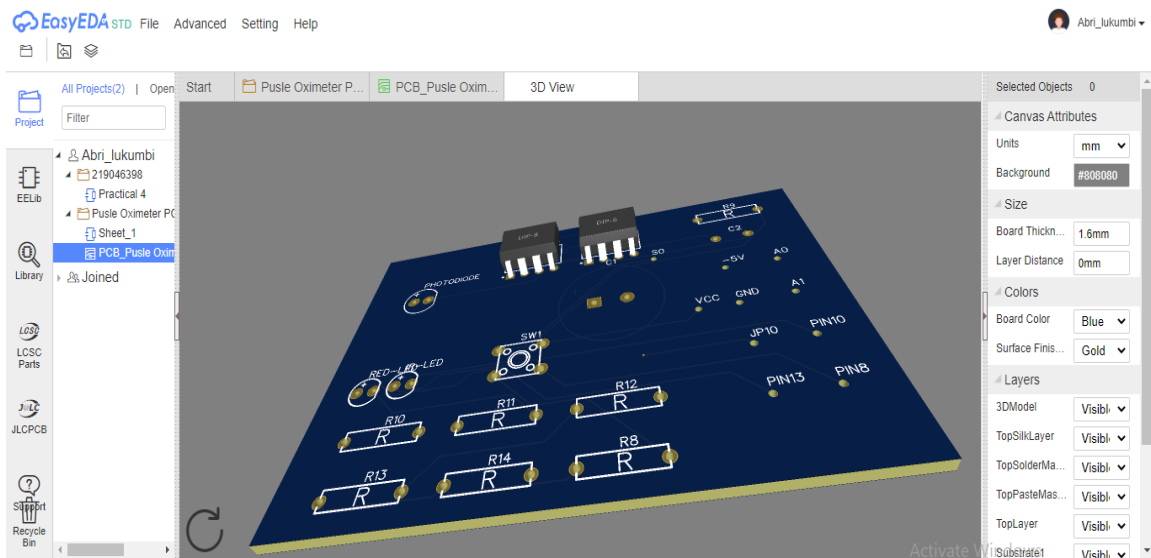 EasyEDA STD File Advanced Setting Help
Abri_lukumbi
All Projects(2) | Open
Start
Pusle Oximeter P...
PCB_Pusle Oxim...
3D View
Selected Objects 0
Project
Filter
Canvas Attributes
Units mm
Background #808080
Abri_lukumbi
219046398
Practical 4
Pusle Oximeter PC
Sheet_1
PCB_Pusle Oxim
Joined
EELib
Library
LCSC
LCSC
Parts
JLCPCB
Support
Recycle
Bin
Size
Board Thickn... 1.6mm
Layer Distance 0mm
Colors
Board Color Blue
Surface Finis... Gold
Layers
3DModel Visibl
TopSilkLayer Visibl
TopSolderMa... Visibl
TopPasteMas... Visibl
TopLayer Visibl
Substrate Visibl
R9
R
DIP-8
C2
C1
S0
-5V
A0
PHOTODIODE
VCC
GND
A1
SW1
JP10
PIN10
RED-LED
-LED
PIN13
PIN8
R10
R
R11
R
R12
R
R13
R
R14
R
R8
R
Activate Windows